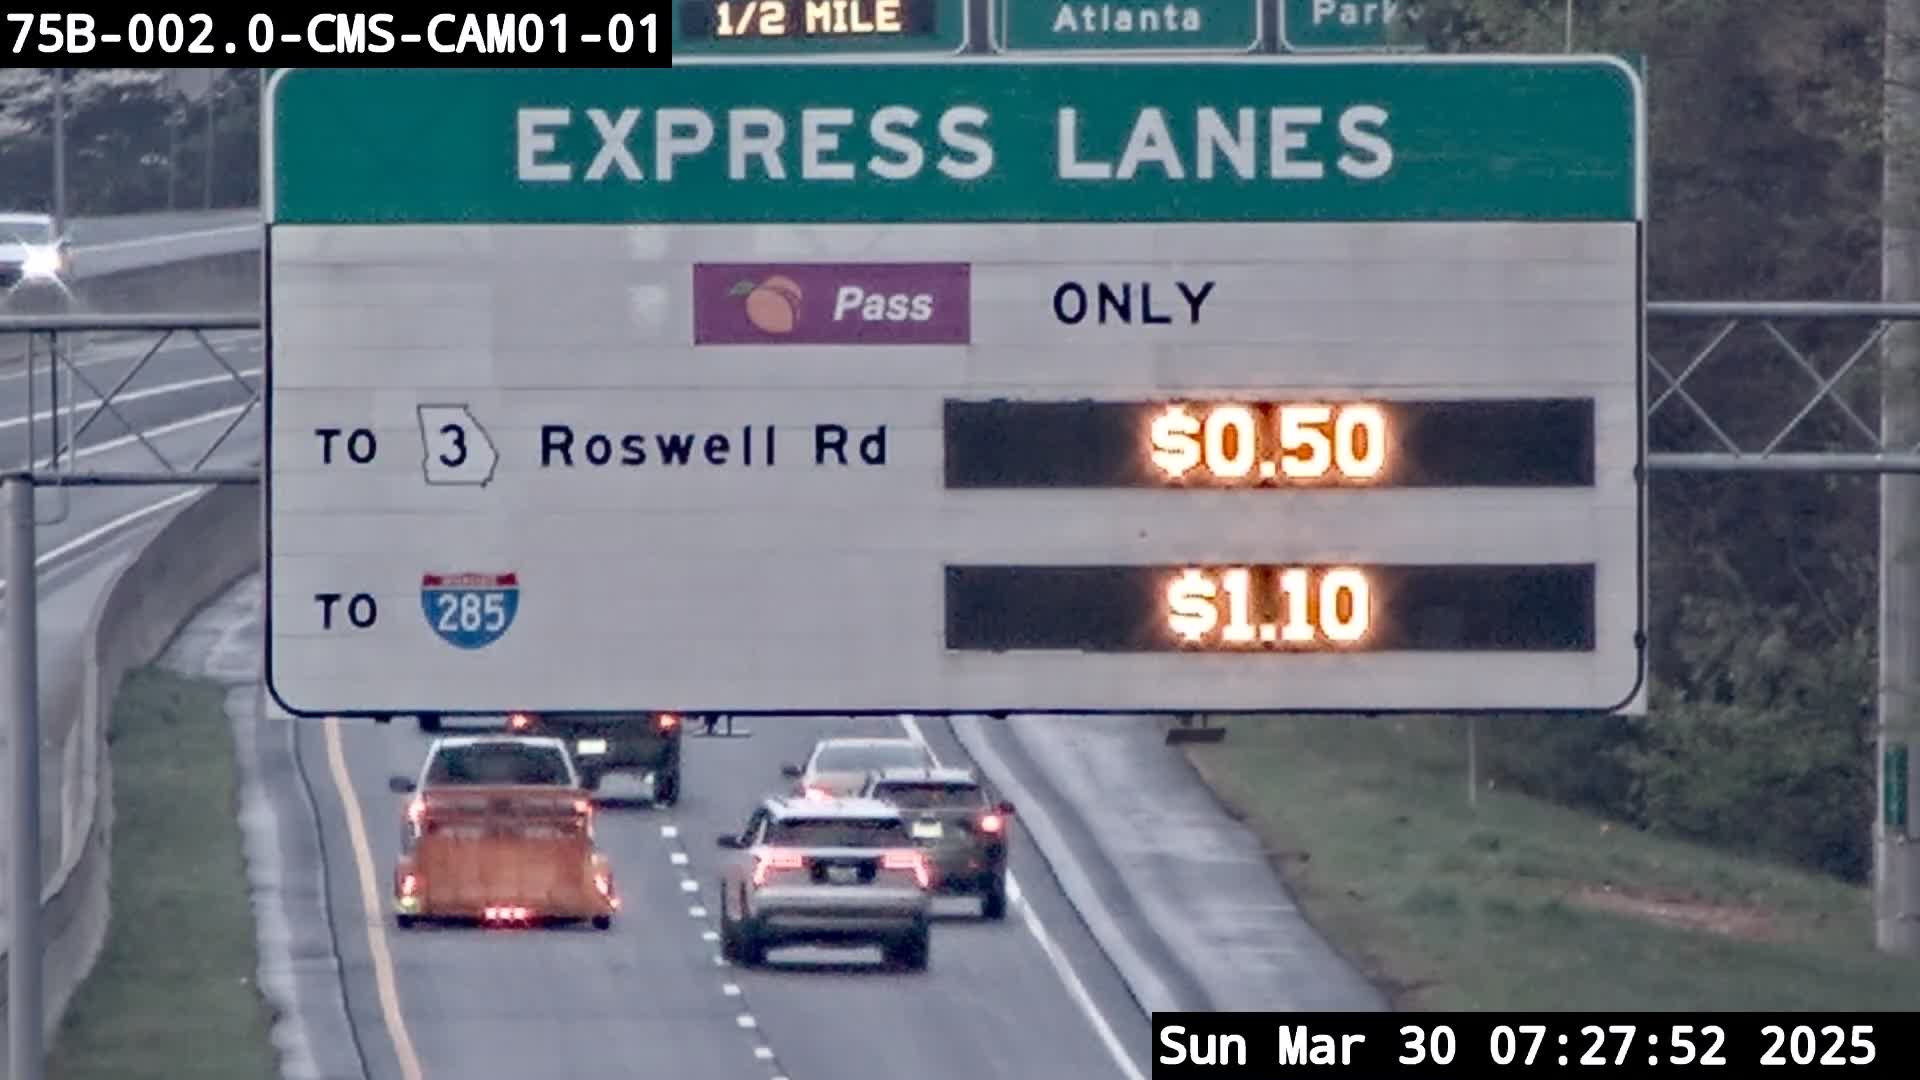 75B-002.0-CMS-CAM01-01
1/2 MILE
Atlanta
Park
EXPRESS LANES
Pass ONLY
TO 3 Roswell Rd $0.50
TO 285 $1.10
Sun Mar 30 07:27:52 2025